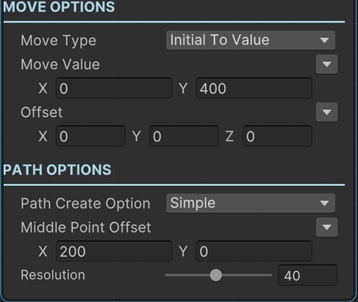 MOVE OPTIONS
Move Type Initial To Value
Move Value
X 0 Y 400
Offset
X 0 Y 0 Z 0
PATH OPTIONS
Path Create Option Simple
Middle Point Offset
X 200 Y 0
Resolution 40